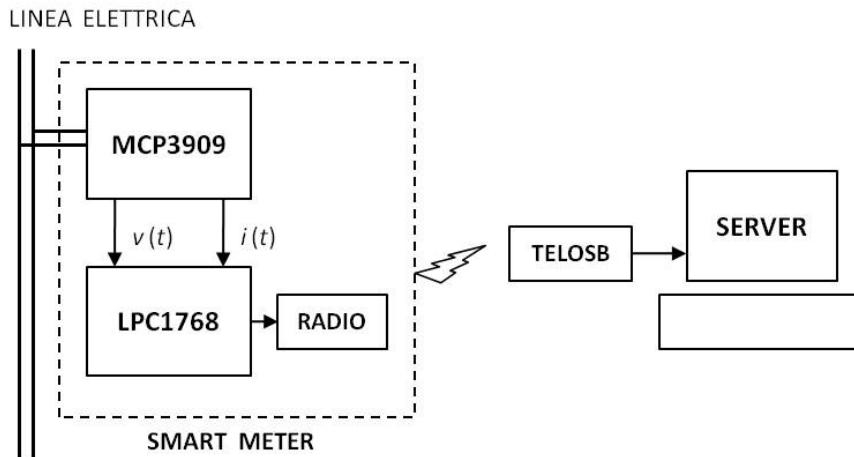 LINEA ELETTRICA
MCP3909
v(t)
i(t)
LPC1768
RADIO
SMART METER
TELOSB
SERVER